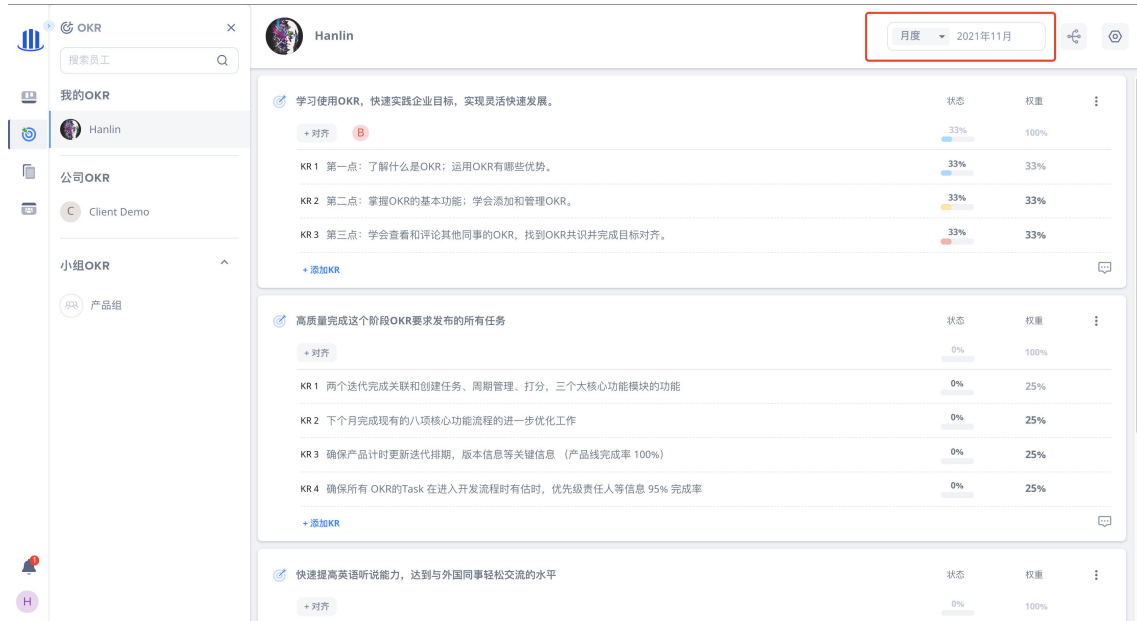 OKR
搜索员工
我的OKR
Hanlin
公司OKR
C Client Demo
小组OKR
产品组
1
H
Hanlin
月度 2021年11月
学习使用OKR，快速实践企业目标，实现灵活快速发展。 状态 权重
+ 对齐 B 33% 100%
KR 1 第一点：了解什么是OKR；运用OKR有哪些优势。 33% 33%
KR 2 第二点：掌握OKR的基本功能；学会添加和管理OKR。 33% 33%
KR 3 第三点：学会查看和评论其他同事的OKR，找到OKR共识并完成目标对齐。 33% 33%
+ 添加KR
高质量完成这个阶段OKR要求发布的所有任务 状态 权重
+ 对齐 0% 100%
KR 1 两个迭代完成关联和创建任务、周期管理、打分，三个大核心功能模块的功能 0% 25%
KR 2 下个月完成现有的八项核心功能流程的进一步优化工作 0% 25%
KR 3 确保产品计时更新迭代排期，版本信息等关键信息 （产品线完成率 100%） 0% 25%
KR 4 确保所有 OKR的Task 在进入开发流程时有估时，优先级责任人等信息 95% 完成率 0% 25%
+ 添加KR
快速提高英语听说能力，达到与外国同事轻松交流的水平 状态 权重
+ 对齐 0% 100%